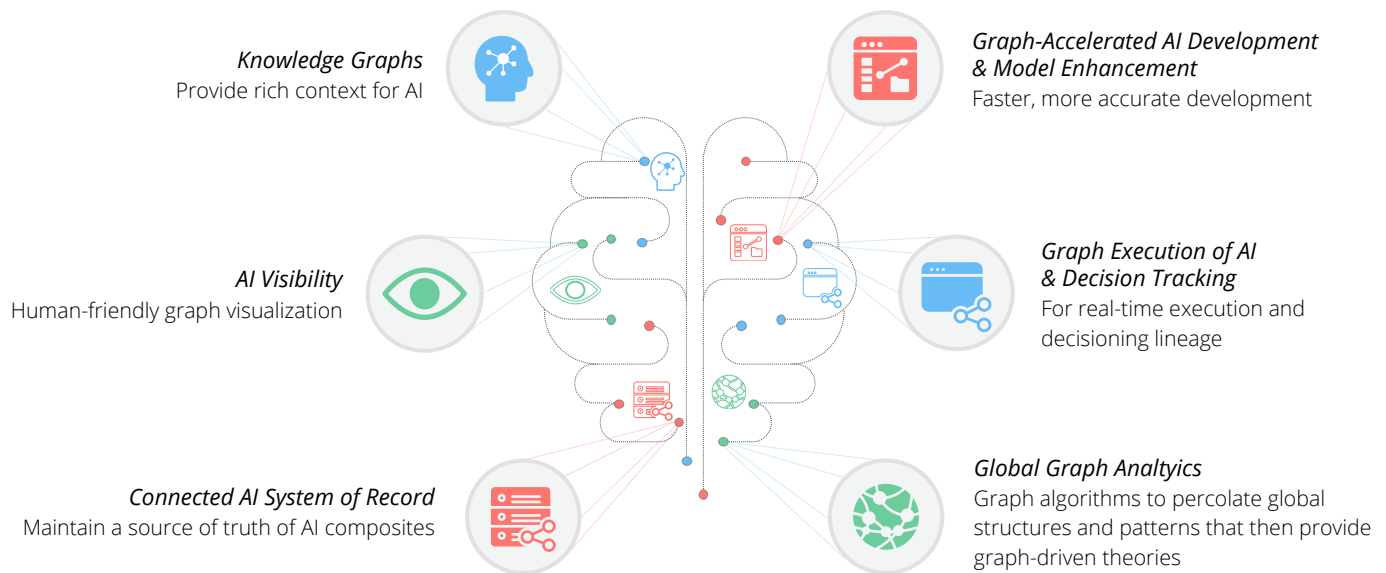 Knowledge Graphs
Provide rich context for AI
Graph-Accelerated AI Development
& Model Enhancement
Faster, more accurate development
AI Visibility
Human-friendly graph visualization
Graph Execution of AI
& Decision Tracking
For real-time execution and
decisioning lineage
Connected AI System of Record
Maintain a source of truth of AI composites
Global Graph Analtyics
Graph algorithms to percolate global
structures and patterns that then provide
graph-driven theories